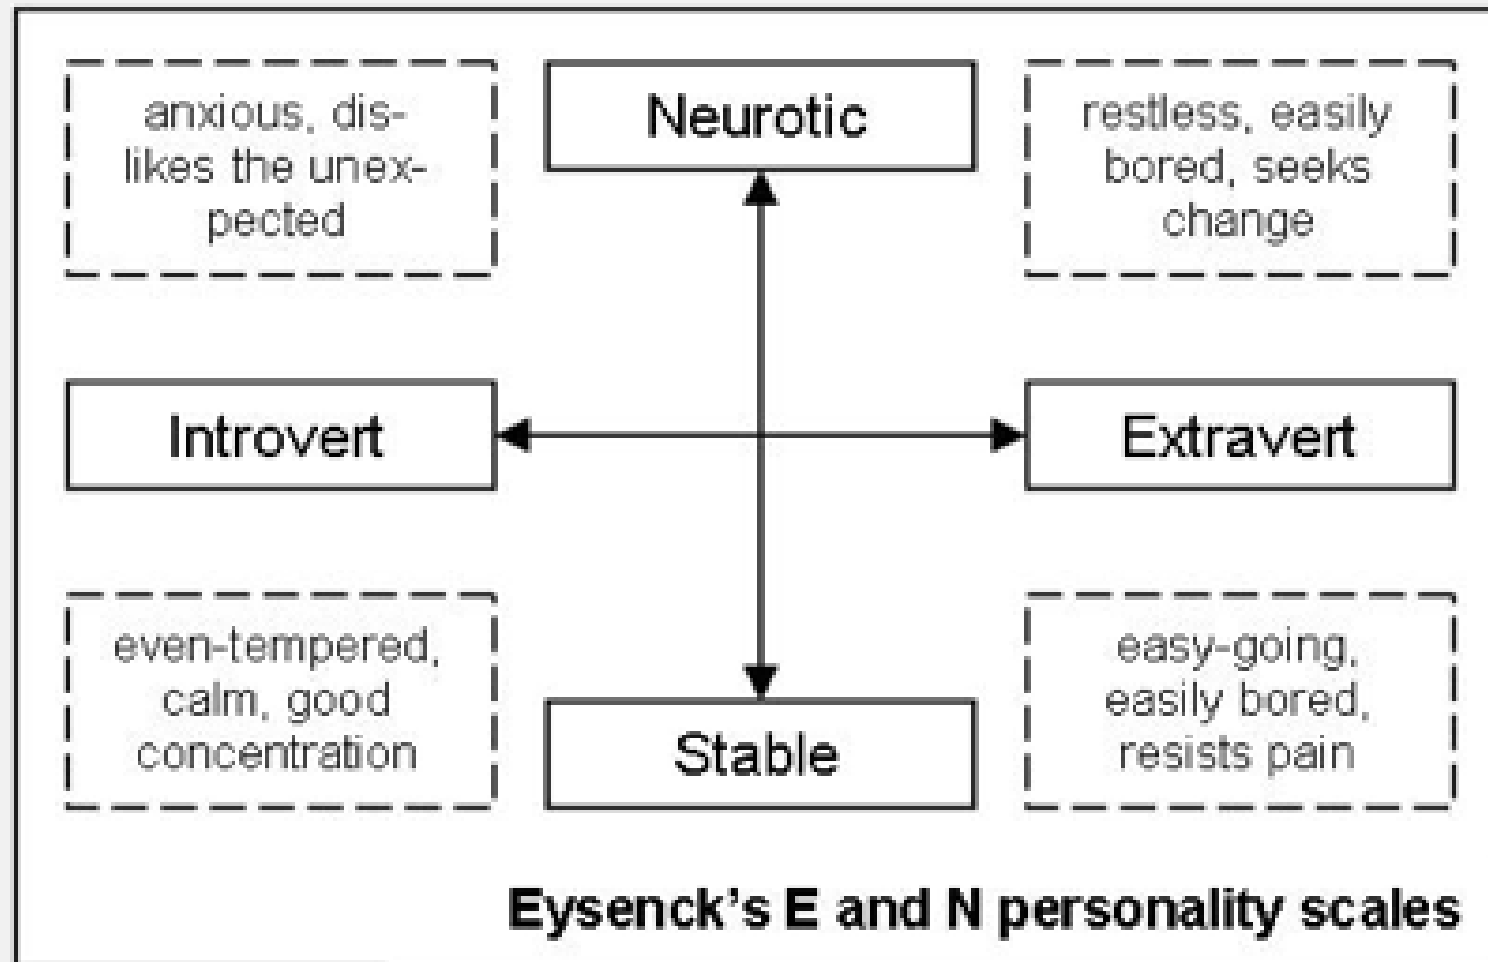 anxious, dis-
likes the unex-
pected
Neurotic
restless, easily
bored, seeks
change
Introvert
Extravert
even-tempered,
calm, good
concentration
Stable
easy-going,
easily bored,
resists pain
Eysenck's E and N personality scales